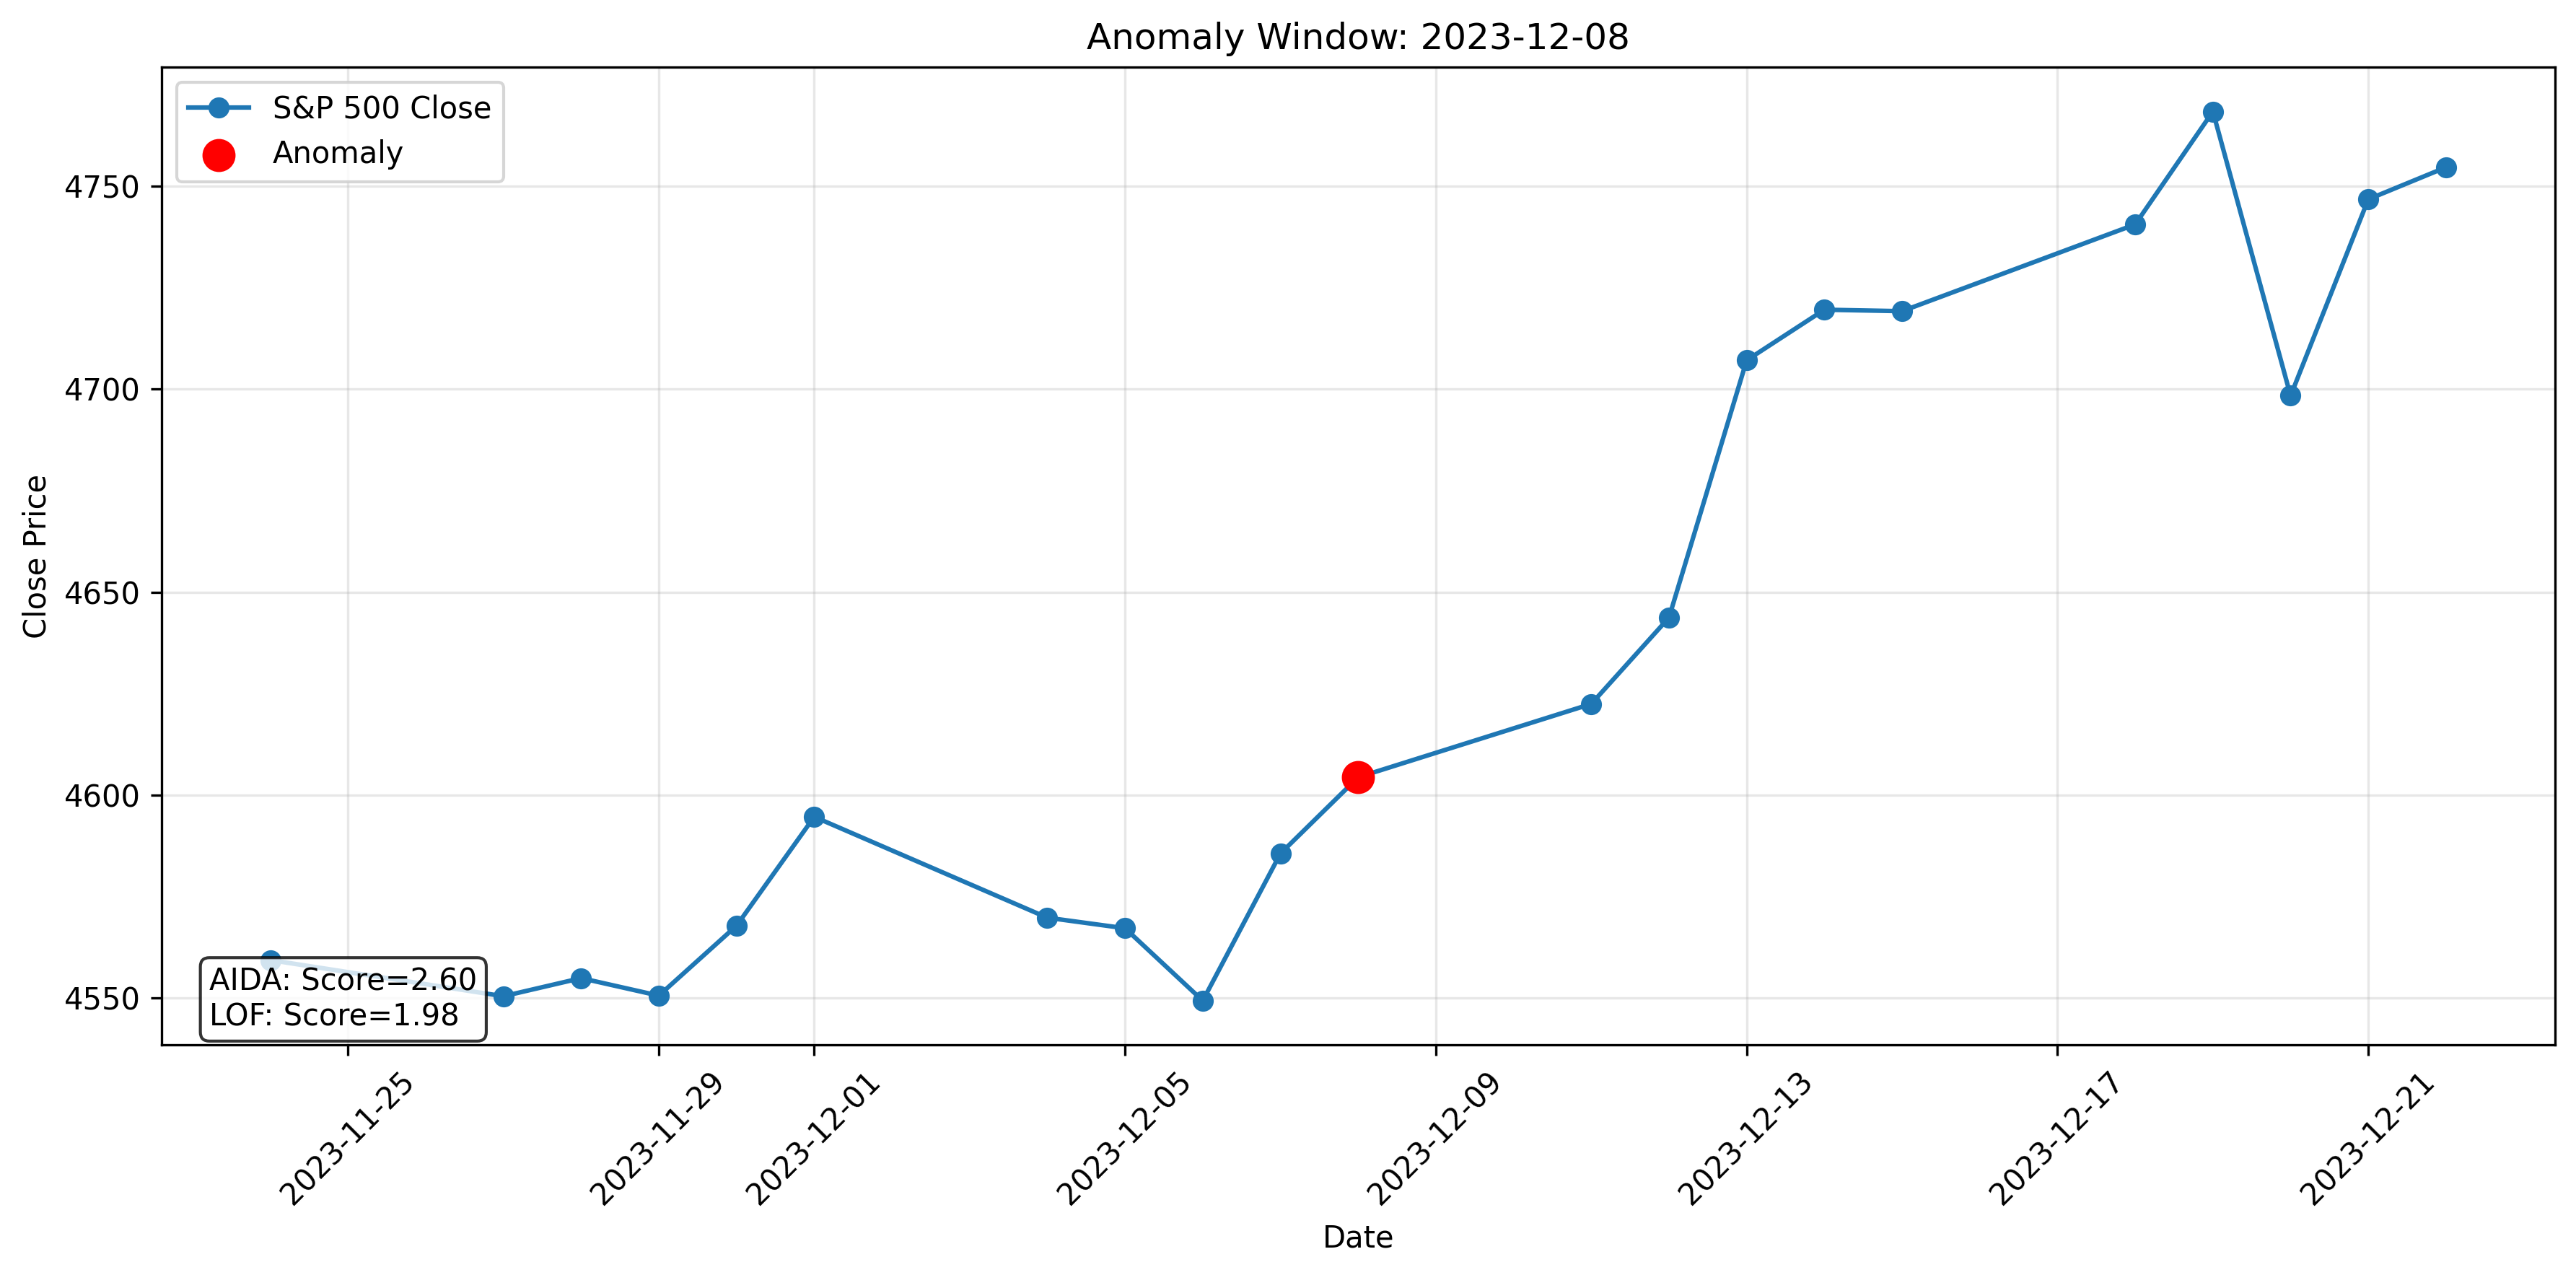 Anomaly Window: 2023-12-08
S&P 500 Close
Anomaly
4750
4700
4650
4600
4550
Close Price
AIDA: Score=2.60
LOF: Score=1.98
2023-11-25
2023-11-29
2023-12-01
2023-12-05
2023-12-09
2023-12-13
2023-12-17
2023-12-21
Date